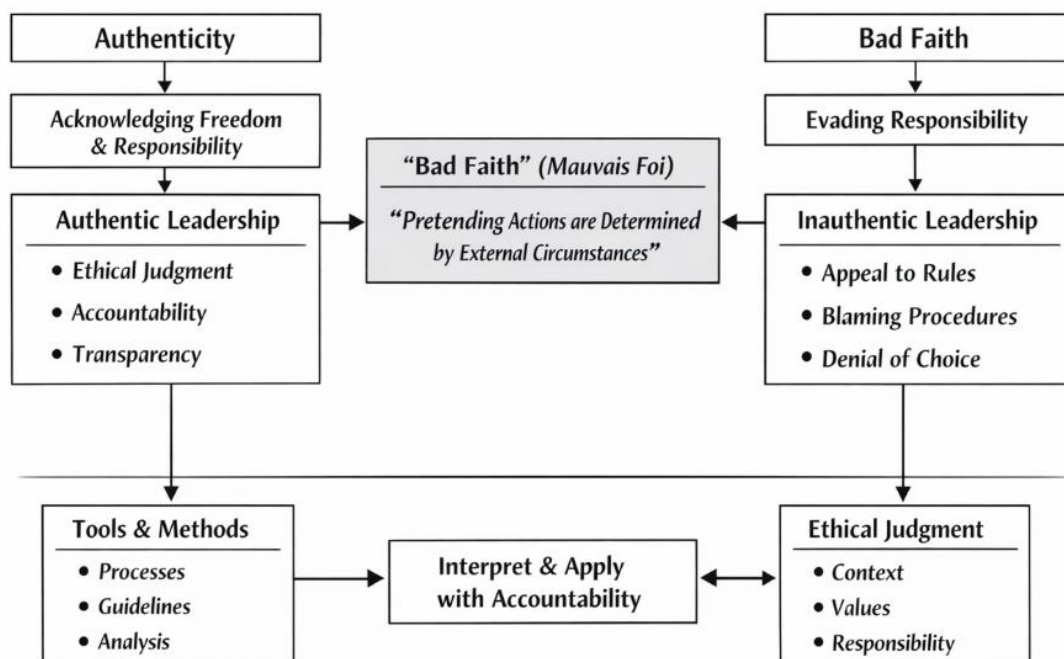 Authenticity
Acknowledging Freedom
& Responsibility
Authentic Leadership
• Ethical Judgment
• Accountability
• Transparency
"Bad Faith" (Mauvais Foi)
"Pretending Actions are Determined
by External Circumstances"
Bad Faith
Evading Responsibility
Inauthentic Leadership
• Appeal to Rules
• Blaming Procedures
• Denial of Choice
Tools & Methods
• Processes
• Guidelines
• Analysis
Interpret & Apply
with Accountability
Ethical Judgment
• Context
• Values
• Responsibility